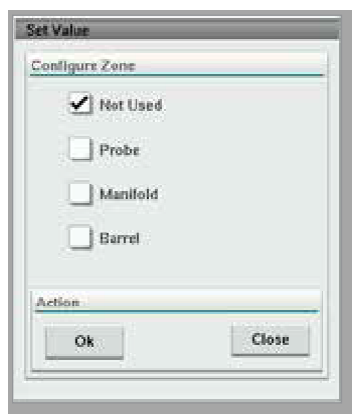 Set Value
Configure Zone
Not Used
Probe
Manifold
Barrel
Action
Ok Close